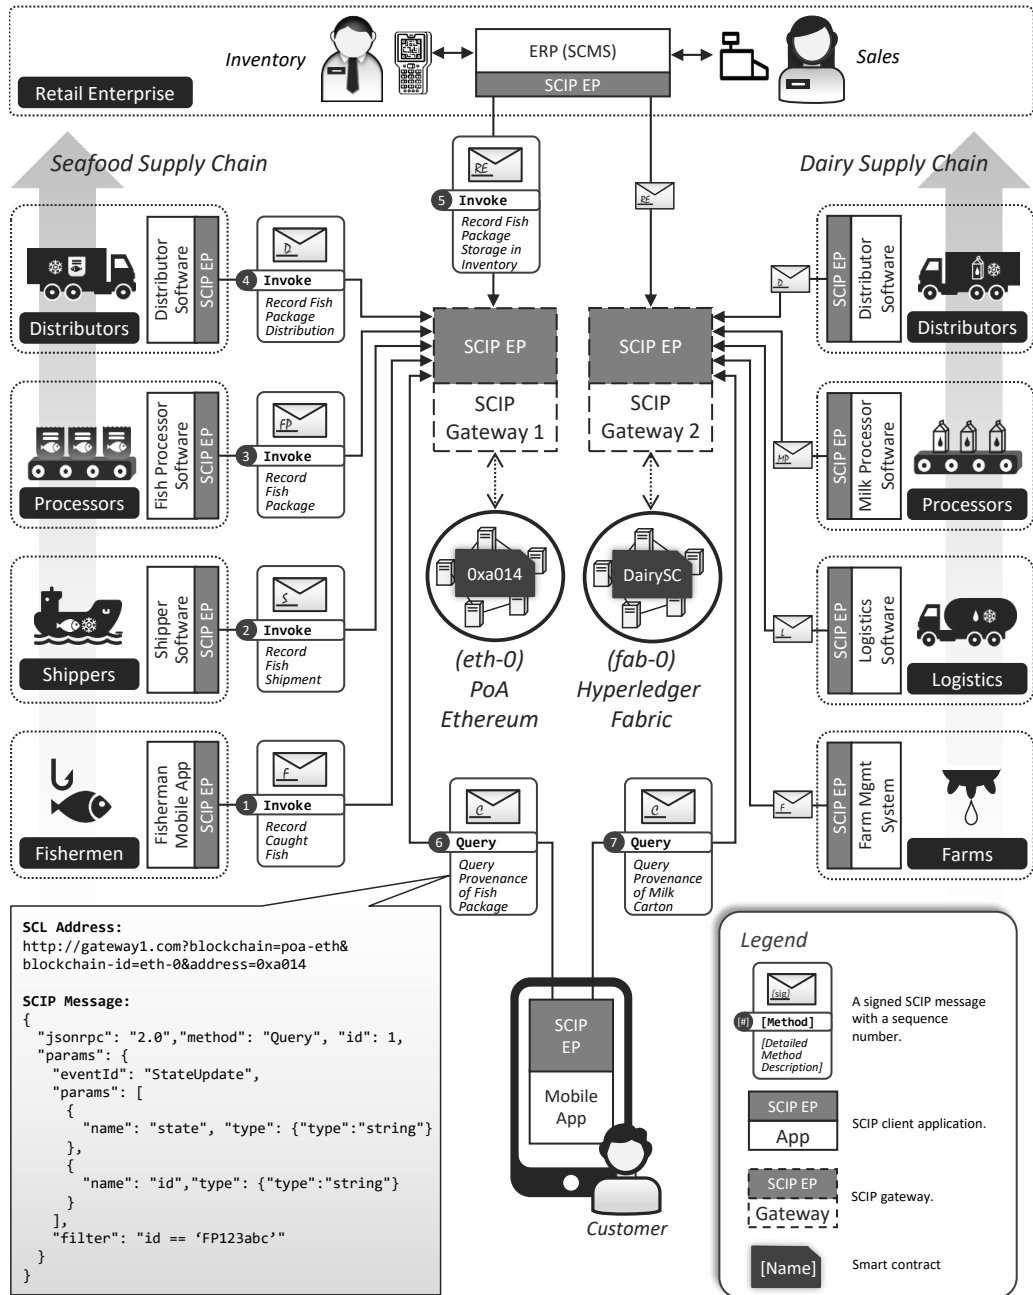 Inventory
ERP (SCMS)
SCIP EP
Sales
Retail Enterprise
Seafood Supply Chain
Dairy Supply Chain
RE
5 Invoke
Record Fish
Package
Storage in
Inventory
RE
Distributors
Distributor
Software
SCIP EP
D
4 Invoke
Record Fish
Package
Distribution
Processors
Fish Processor
Software
SCIP EP
FP
3 Invoke
Record
Fish
Package
Shippers
Shipper
Software
SCIP EP
S
2 Invoke
Record
Fish
Shipment
Fishermen
Fisherman
Mobile App
SCIP EP
F
1 Invoke
Record
Caught
Fish
SCIP EP
SCIP
Gateway 1
SCIP EP
SCIP
Gateway 2
0xa014
DairySC
(eth-0)
PoA
Ethereum
(fab-0)
Hyperledger
Fabric
D
SCIP EP
Distributor
Software
Distributors
MP
SCIP EP
Milk Processor
Software
Processors
L
SCIP EP
Logistics
Software
Logistics
F
SCIP EP
Farm Mgmt
System
Farms
C
6 Query
Query
Provenance
of Fish
Package
C
7 Query
Query
Provenance
of Milk
Carton
SCIP
EP
Mobile
App
Customer
SCL Address:
http://gateway1.com?blockchain=poa-eth&
blockchain-id=eth-0&address=0xa014
SCIP Message:
{
"jsonrpc": "2.0","method": "Query", "id": 1,
"params": {
"eventId": "StateUpdate",
"params": [
{
"name": "state", "type": {"type":"string"}
},
{
"name": "id","type": {"type":"string"}
}
],
"filter": "id == ‘FP123abc’"
}
}
Legend
[sig]
[#] [Method]
[Detailed
Method
Description]
A signed SCIP message
with a sequence
number.
SCIP EP
App
SCIP client application.
SCIP EP
Gateway
SCIP gateway.
[Name]
Smart contract